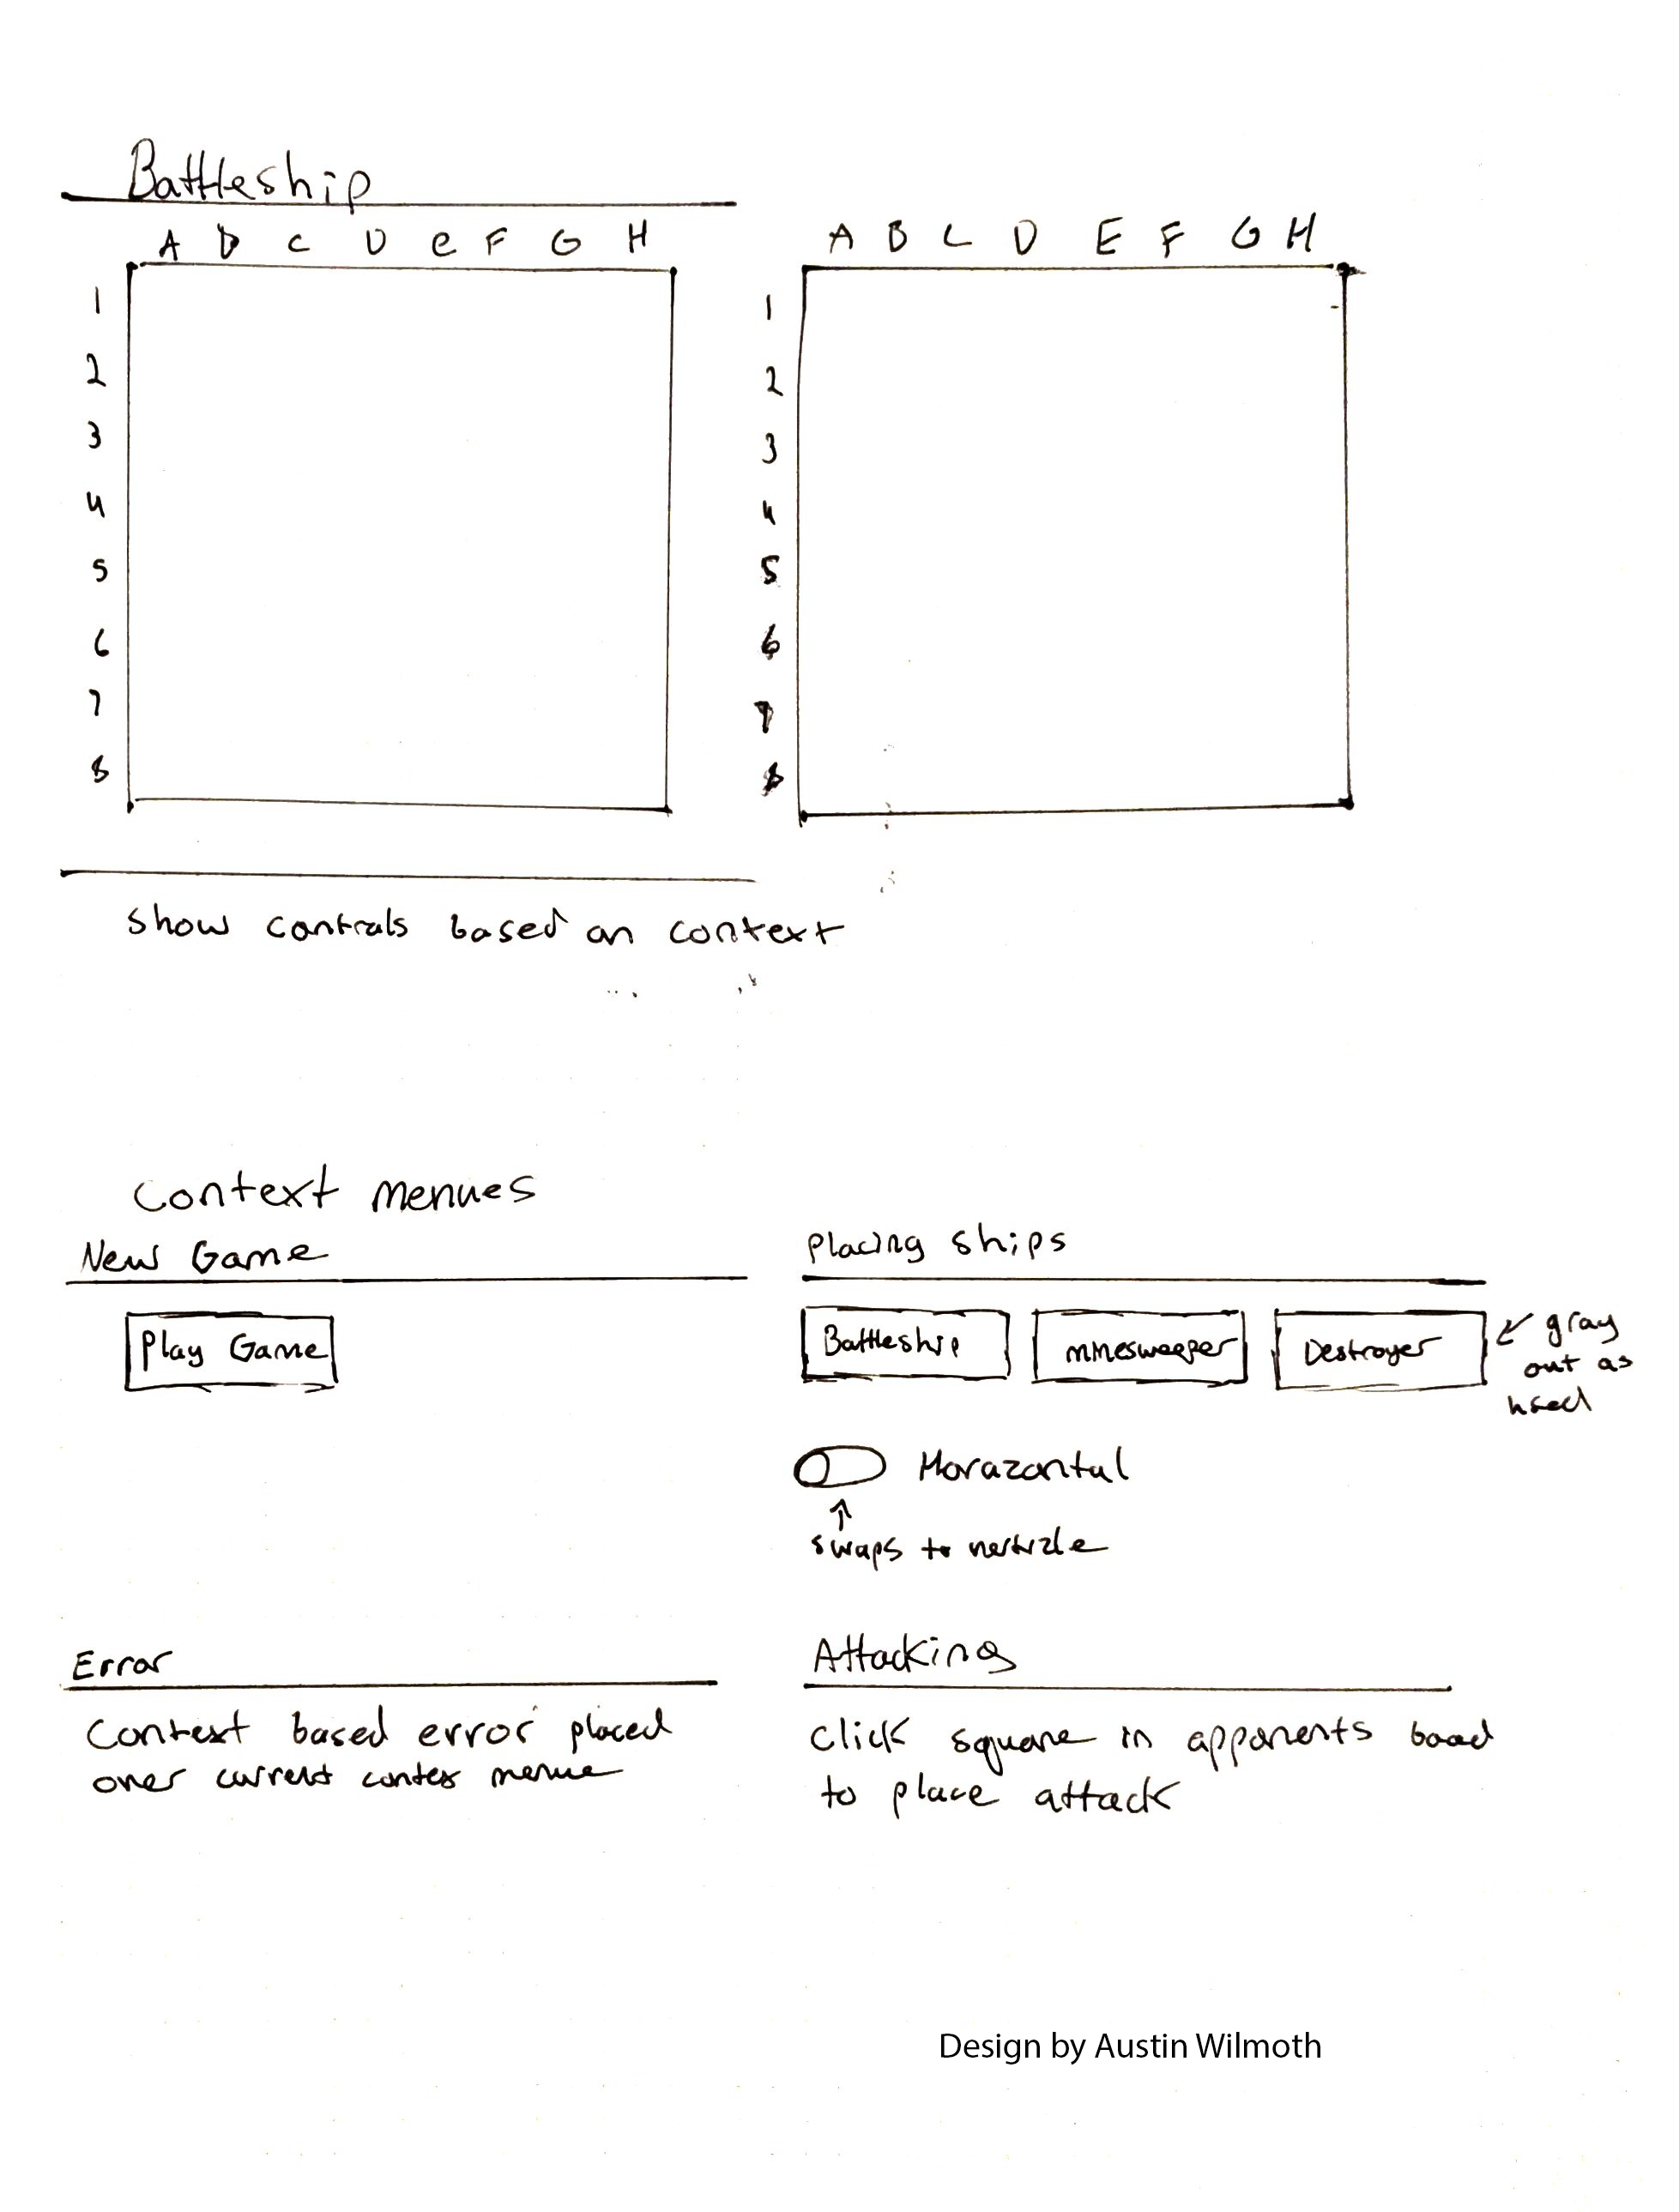 Battleship
A B C D e F G H
A B C D E F G H
1
2
3
4
5
6
7
8
1
2
3
4
5
6
7
8
show controls based on context
Context menues
New Game
Play Game
Placing ships
Battleship
minesweeper
Destroyer
gray
out as
used
Horazontal
swaps to
Error
Context based error placed
over current contex menue
Attacking
Click square in apponents boad
to place attack
Design by Austin Wilmoth